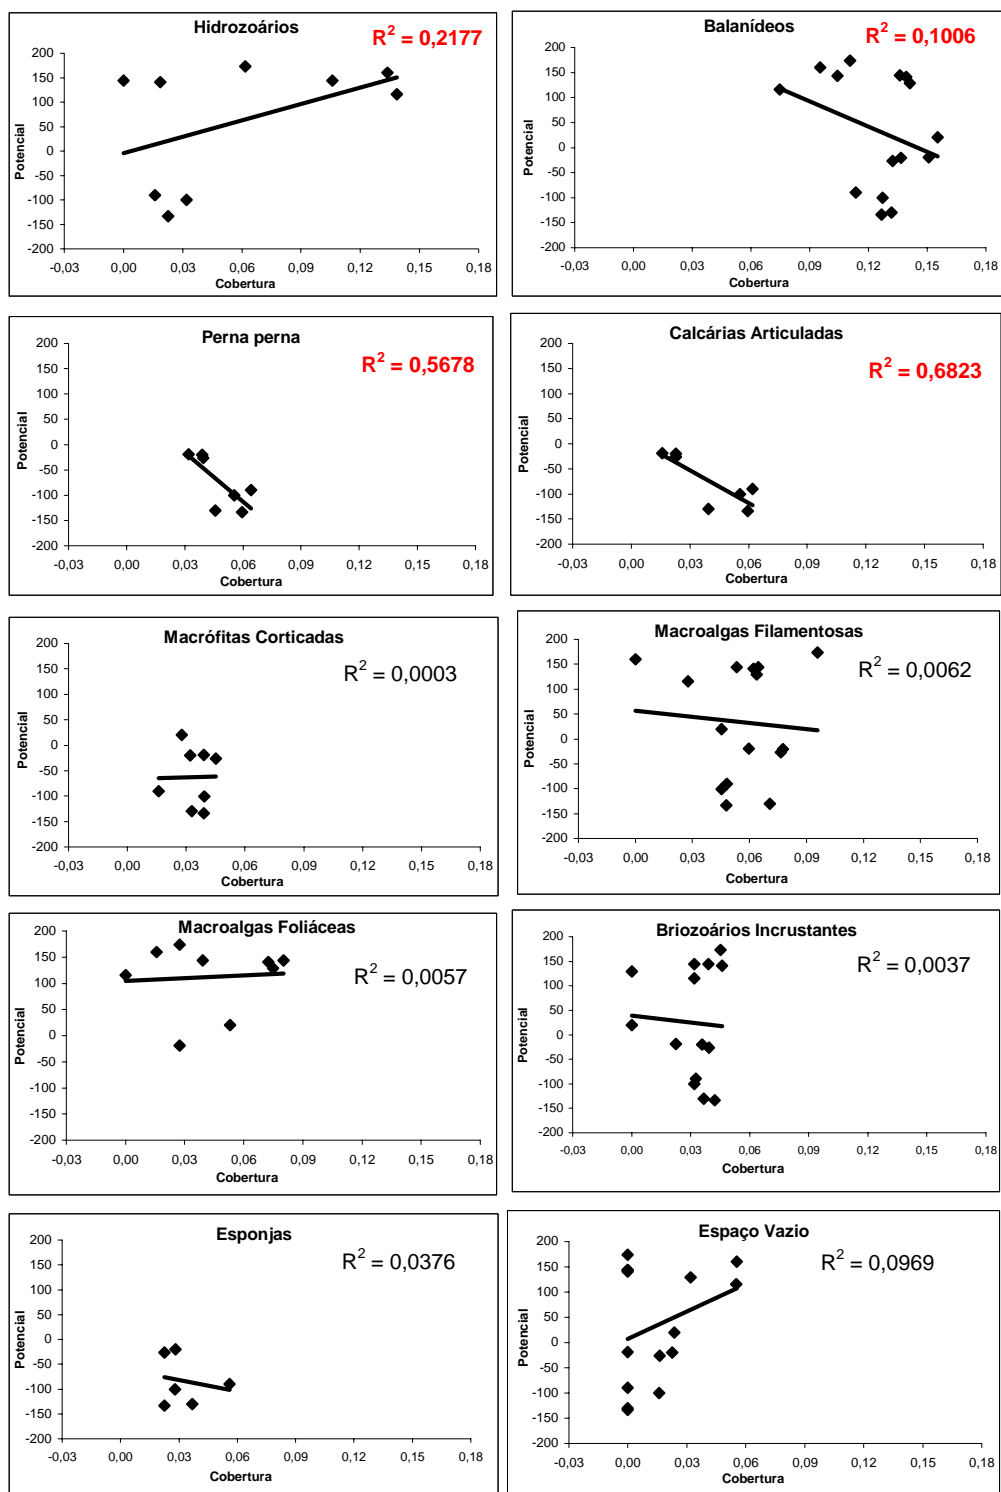 Hidrozoários
R² = 0,2177
Potencial
200
150
100
50
0
-50
-100
-150
-200
-0,03 0,00 0,03 0,06 0,09 0,12 0,15 0,18
Cobertura
Balanídeos
R² = 0,1006
Potencial
200
150
100
50
0
-50
-100
-150
-200
-0,03 0,00 0,03 0,06 0,09 0,12 0,15 0,18
Cobertura
Perna perna
R² = 0,5678
Potencial
200
150
100
50
0
-50
-100
-150
-200
-0,03 0,00 0,03 0,06 0,09 0,12 0,15 0,18
Cobertura
Calcárias Articuladas
R² = 0,6823
Potencial
200
150
100
50
0
-50
-100
-150
-200
-0,03 0,00 0,03 0,06 0,09 0,12 0,15 0,18
Cobertura
Macrófitas Corticadas
R² = 0,0003
Potencial
200
150
100
50
0
-50
-100
-150
-200
-0,03 0,00 0,03 0,06 0,09 0,12 0,15 0,18
Cobertura
Macroalgas Filamentosas
R² = 0,0062
Potencial
200
150
100
50
0
-50
-100
-150
-200
-0,03 0,00 0,03 0,06 0,09 0,12 0,15 0,18
Cobertura
Macroalgas Foliáceas
R² = 0,0057
Potencial
200
150
100
50
0
-50
-100
-150
-200
-0,03 0,00 0,03 0,06 0,09 0,12 0,15 0,18
Cobertura
Briozoários Incrustantes
R² = 0,0037
Potencial
200
150
100
50
0
-50
-100
-150
-200
-0,03 0,00 0,03 0,06 0,09 0,12 0,15 0,18
Cobertura
Esponjas
R² = 0,0376
Potencial
200
150
100
50
0
-50
-100
-150
-200
-0,03 0,00 0,03 0,06 0,09 0,12 0,15 0,18
Cobertura
Espaço Vazio
R² = 0,0969
Potencial
200
150
100
50
0
-50
-100
-150
-200
-0,03 0,00 0,03 0,06 0,09 0,12 0,15 0,18
Cobertura